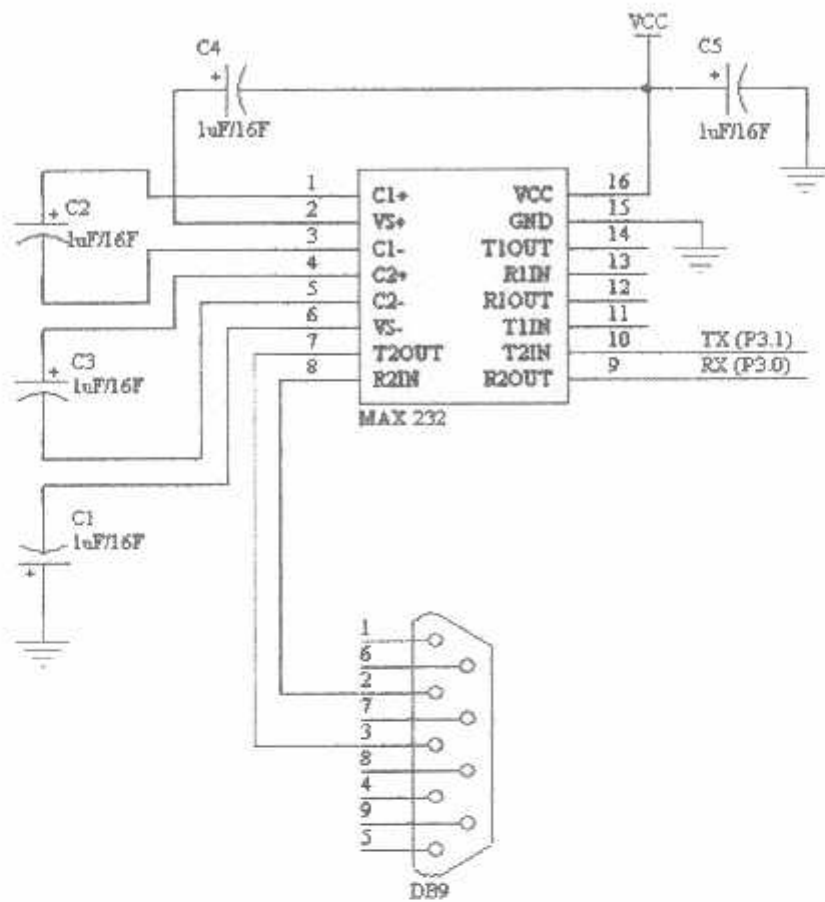 VCC
C4
+
1uF/16F
C5
+
1uF/16F
C2
+
1uF/16F
C3
+
1uF/16F
C1
1uF/16F
+
1 C1+ VCC 16
2 VS+ GND 15
3 C1- T1OUT 14
4 C2+ R1IN 13
5 C2- R1OUT 12
6 VS- T1IN 11
7 T2OUT T2IN 10 TX (P3.1)
8 R2IN R2OUT 9 RX (P3.0)
MAX 232
1
6
2
7
3
8
4
9
5
DB9